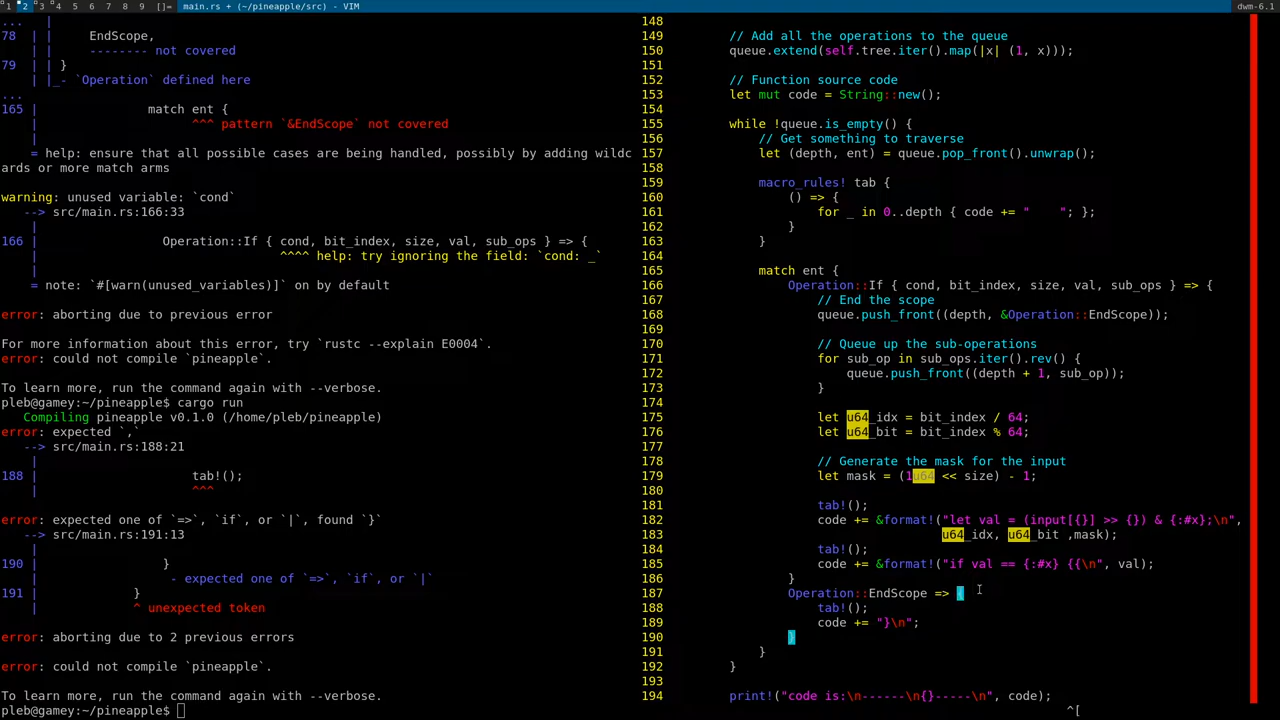 1 2 3 4 5 6 7 8 9 []= main.rs + (~/pineapple/src) - VIM dwm-6.1
... |
78 | | EndScope,
| | -------- not covered
79 | | }
| |_- `Operation` defined here
...
165 | match ent {
| ^^^ pattern `&EndScope` not covered
|
= help: ensure that all possible cases are being handled, possibly by adding wildc
ards or more match arms
warning: unused variable: `cond`
--> src/main.rs:166:33
|
166 | Operation::If { cond, bit_index, size, val, sub_ops } => {
| ^^^^ help: try ignoring the field: `cond: _`
|
= note: `#[warn(unused_variables)]` on by default
error: aborting due to previous error
For more information about this error, try `rustc --explain E0004`.
error: could not compile `pineapple`.
To learn more, run the command again with --verbose.
pleb@gamey:~/pineapple$ cargo run
Compiling pineapple v0.1.0 (/home/pleb/pineapple)
error: expected `,`
--> src/main.rs:188:21
|
188 | tab!();
| ^^^
error: expected one of `=>`, `if`, or `|`, found `}`
--> src/main.rs:191:13
|
190 | }
| - expected one of `=>`, `if`, or `|`
191 | }
| ^ unexpected token
error: aborting due to 2 previous errors
error: could not compile `pineapple`.
To learn more, run the command again with --verbose.
pleb@gamey:~/pineapple$
148
149 // Add all the operations to the queue
150 queue.extend(self.tree.iter().map(|x| (1, x)));
151
152 // Function source code
153 let mut code = String::new();
154
155 while !queue.is_empty() {
156 // Get something to traverse
157 let (depth, ent) = queue.pop_front().unwrap();
158
159 macro_rules! tab {
160 () => {
161 for _ in 0..depth { code += "    "; };
162 }
163 }
164
165 match ent {
166 Operation::If { cond, bit_index, size, val, sub_ops } => {
167 // End the scope
168 queue.push_front((depth, &Operation::EndScope));
169
170 // Queue up the sub-operations
171 for sub_op in sub_ops.iter().rev() {
172 queue.push_front((depth + 1, sub_op));
173 }
174
175 let u64_idx = bit_index / 64;
176 let u64_bit = bit_index % 64;
177
178 // Generate the mask for the input
179 let mask = (1u64 << size) - 1;
180
181 tab!();
182 code += &format!("let val = (input[{}] >> {}) & {:#x};\n",
183 u64_idx, u64_bit ,mask);
184 tab!();
185 code += &format!("if val == {:#x} {{\n", val);
186 }
187 Operation::EndScope => {
188 tab!();
189 code += "}\n";
190 }
191 }
192 }
193
194 print!("code is:\n------\n{}-----\n", code);
^[